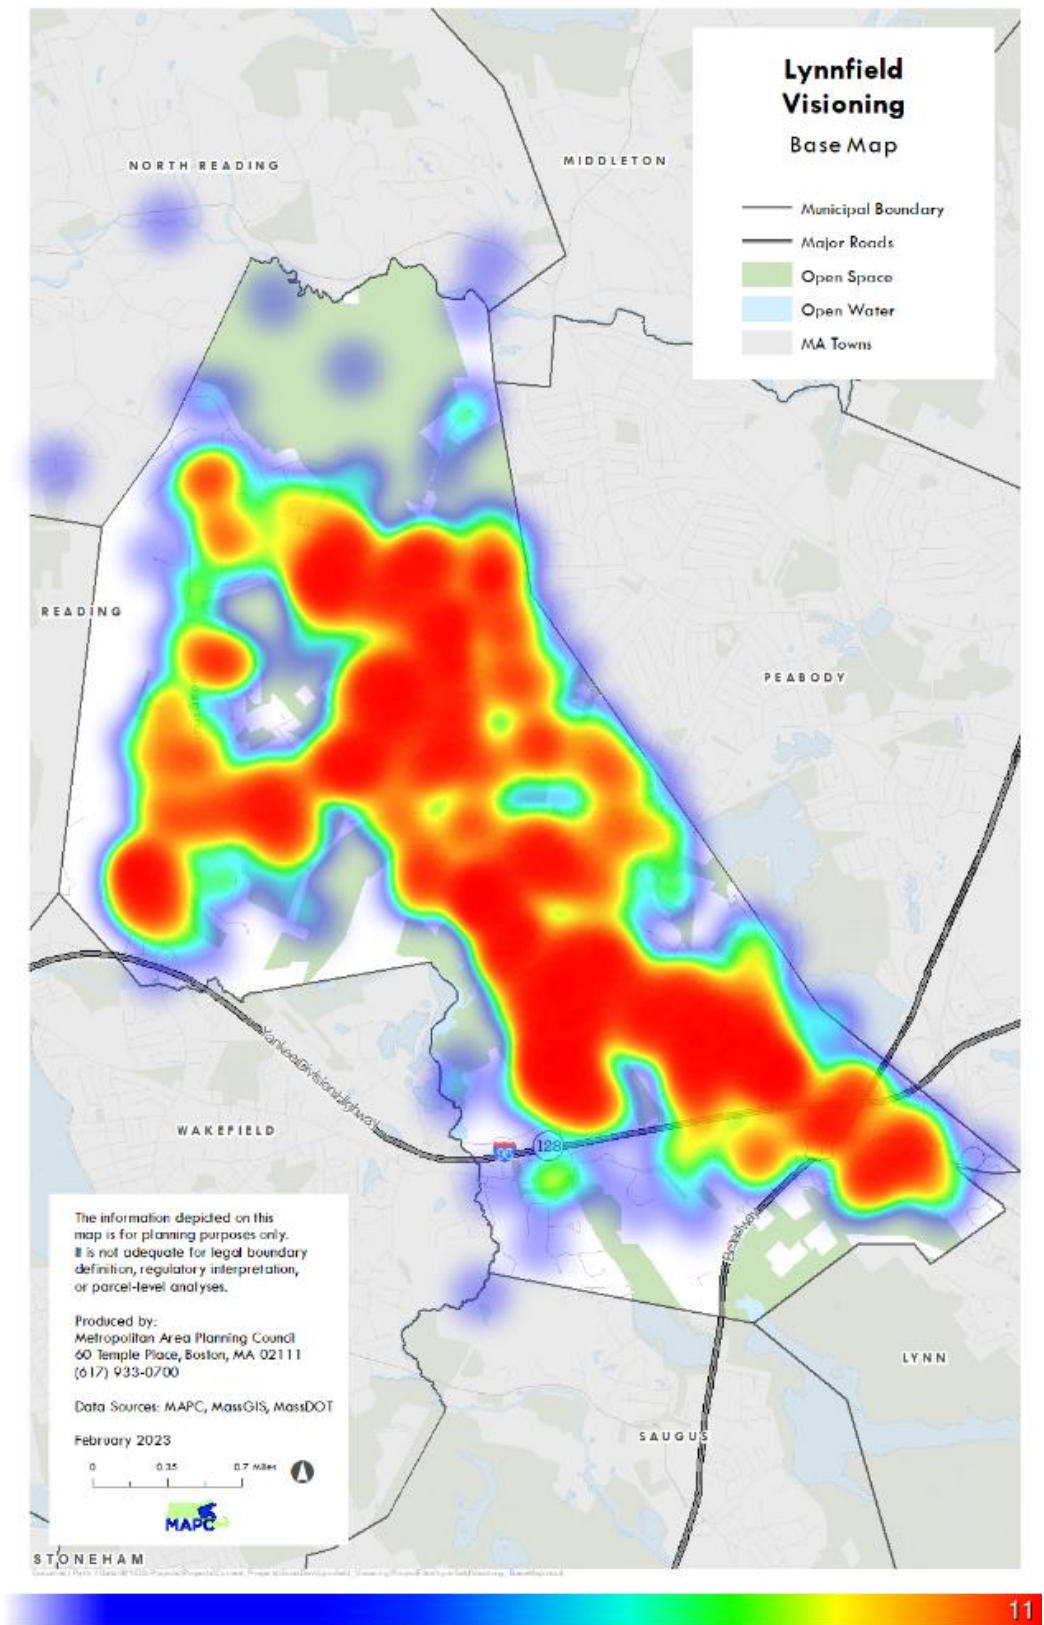 Lynnfield
Visioning
Base Map
Municipal Boundary
Major Roads
Open Space
Open Water
MA Towns
NORTH READING
MIDDLETON
READING
PEABODY
Yankee Division Highway
WAKEFIELD
128
Broadway
LYNN
SAUGUS
STONEHAM
The information depicted on this
map is for planning purposes only.
It is not adequate for legal boundary
definition, regulatory interpretation,
or parcel-level analyses.
Produced by:
Metropolitan Area Planning Council
60 Temple Place, Boston, MA 02111
(617) 933-0700
Data Sources: MAPC, MassGIS, MassDOT
February 2023
0 0.35 0.7 Miles
MAPC
11